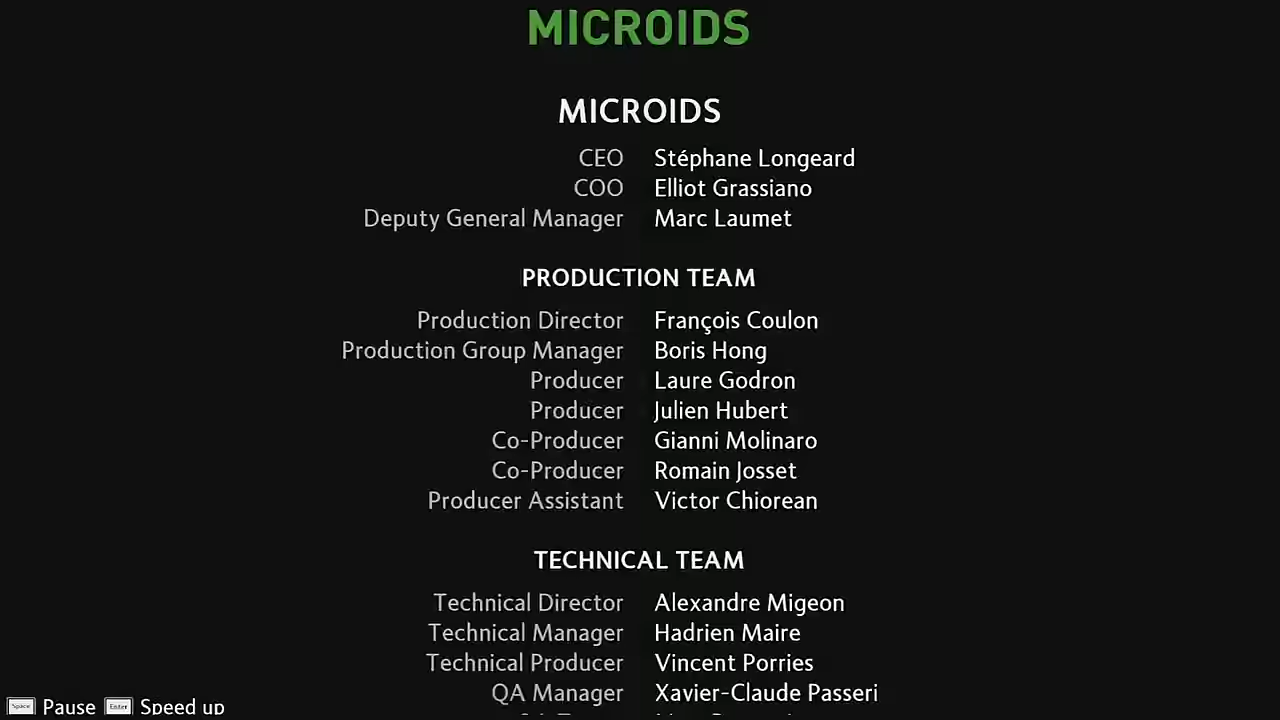 MICROIDS
MICROIDS
CEO Stéphane Longeard
COO Elliot Grassiano
Deputy General Manager Marc Laumet
PRODUCTION TEAM
Production Director François Coulon
Production Group Manager Boris Hong
Producer Laure Godron
Producer Julien Hubert
Co-Producer Gianni Molinaro
Co-Producer Romain Josset
Producer Assistant Victor Chiorean
TECHNICAL TEAM
Technical Director Alexandre Migeon
Technical Manager Hadrien Maire
Technical Producer Vincent Porries
QA Manager Xavier-Claude Passeri
Space Pause Enter Speed up